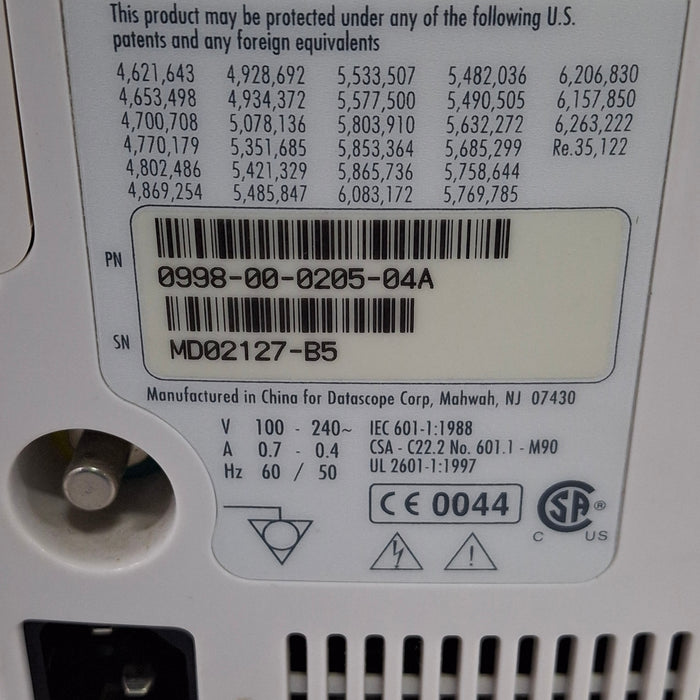 This product may be protected under any of the following U.S.
patents and any foreign equivalents
4,621,643 4,928,692 5,533,507 5,482,036 6,206,830
4,653,498 4,934,372 5,577,500 5,490,505 6,157,850
4,700,708 5,078,136 5,803,910 5,632,272 6,263,222
4,770,179 5,351,685 5,853,364 5,685,299 Re.35,122
4,802,486 5,421,329 5,865,736 5,758,644
4,869,254 5,485,847 6,083,172 5,769,785
PN
0998-00-0205-04A
SN
MD02127-B5
Manufactured in China for Datascope Corp, Mahwah, NJ 07430
V 100 - 240~ IEC 601-1:1988
A 0.7 - 0.4 CSA - C22.2 No. 601.1 - M90
Hz 60 / 50 UL 2601-1:1997
CE 0044
SA ®
C US